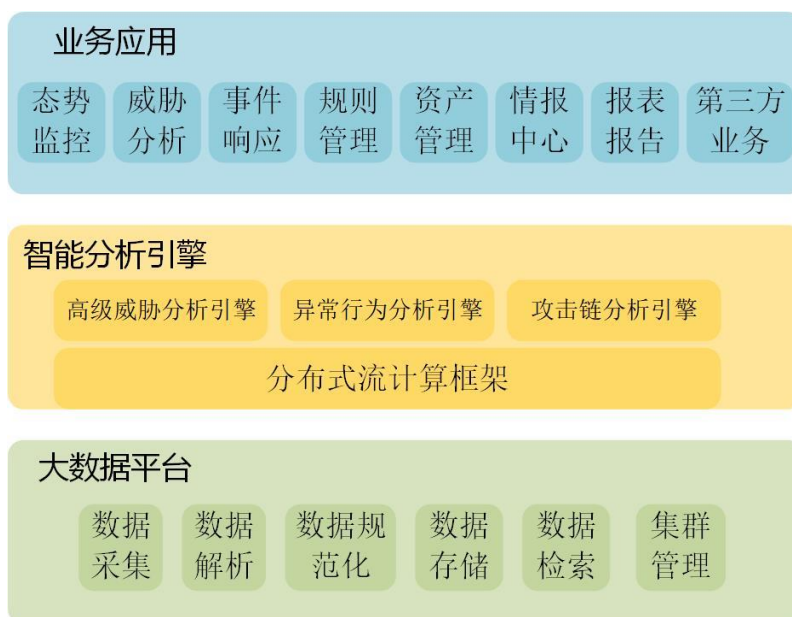 业务应用
态势 威胁 事件 规则 资产 情报 报表 第三方
监控 分析 响应 管理 管理 中心 报告 业务
智能分析引擎
高级威胁分析引擎 异常行为分析引擎 攻击链分析引擎
分布式流计算框架
大数据平台
数据 数据 数据规 数据 数据 集群
采集 解析 范化 存储 检索 管理